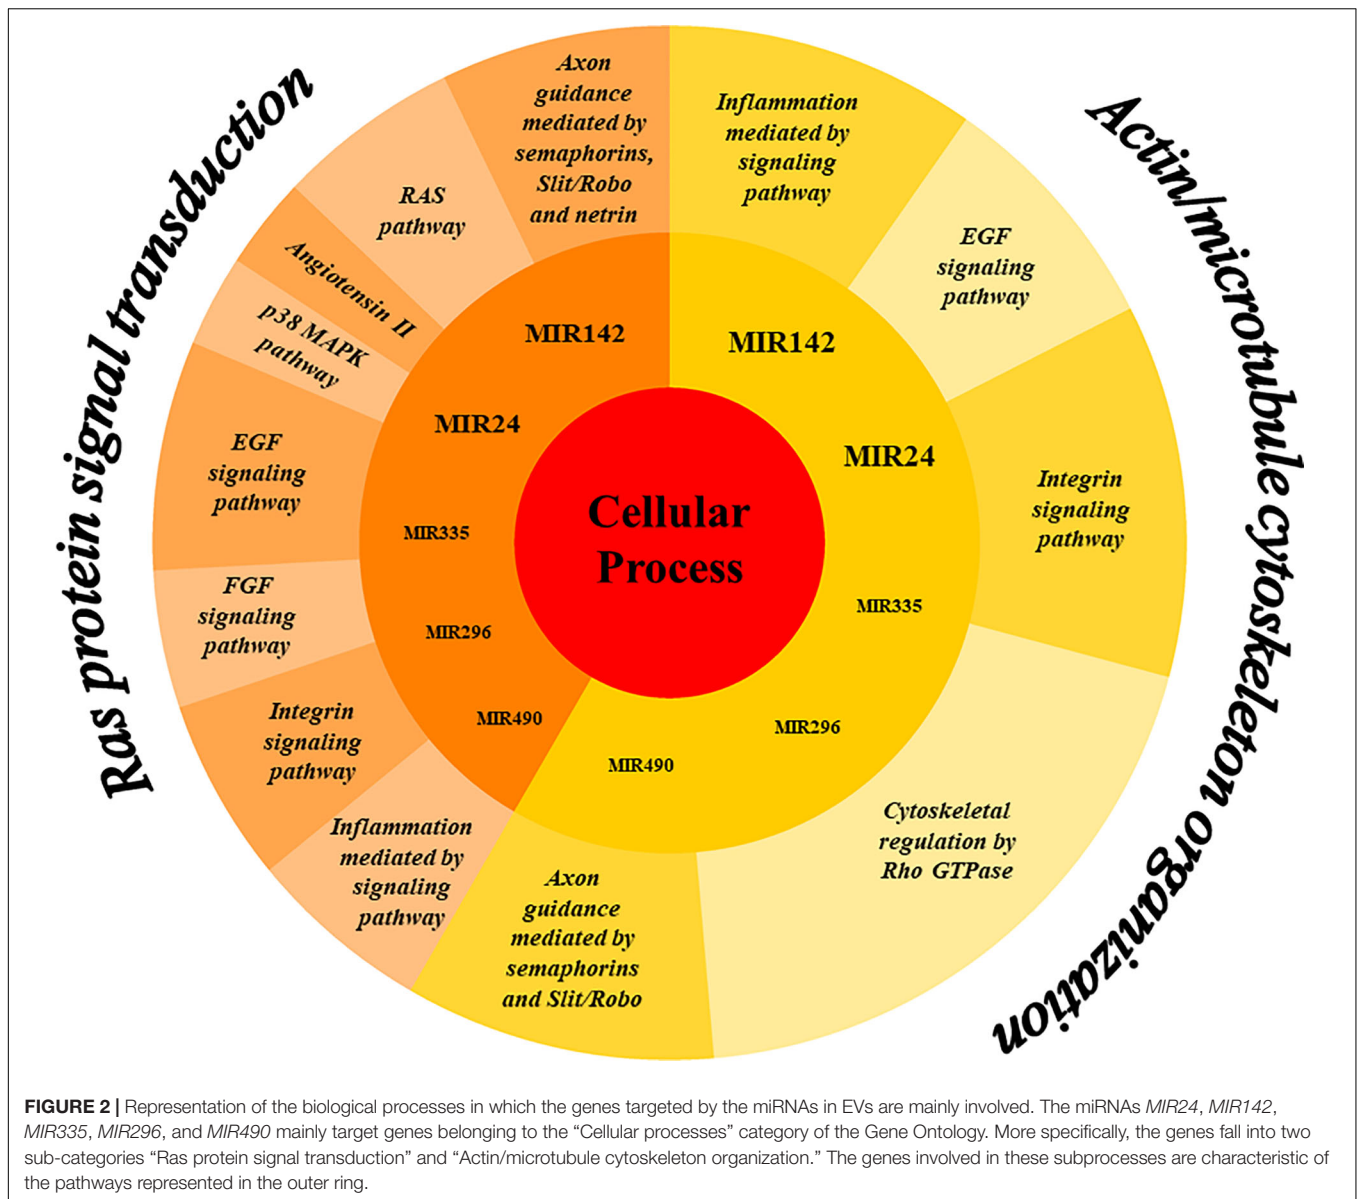 Ras protein signal transduction
Actin/microtubule cytoskeleton organization
Axon
guidance
mediated by
semaphorins,
Slit/Robo
and netrin
Inflammation
mediated by
signaling
pathway
RAS
pathway
EGF
signaling
pathway
Angiotensin II
p38 MAPK
pathway
MIR142
MIR142
MIR24
MIR24
EGF
signaling
pathway
Integrin
signaling
pathway
MIR335
Cellular
Process
FGF
signaling
pathway
MIR335
MIR296
Integrin
signaling
pathway
MIR490
MIR296
MIR490
Inflammation
mediated by
signaling
pathway
Cytoskeletal
regulation by
Rho GTPase
Axon
guidance
mediated by
semaphorins
and Slit/Robo
FIGURE 2 | Representation of the biological processes in which the genes targeted by the miRNAs in EVs are mainly involved. The miRNAs MIR24, MIR142,
MIR335, MIR296, and MIR490 mainly target genes belonging to the “Cellular processes” category of the Gene Ontology. More specifically, the genes fall into two
sub-categories “Ras protein signal transduction” and “Actin/microtubule cytoskeleton organization.” The genes involved in these subprocesses are characteristic of
the pathways represented in the outer ring.